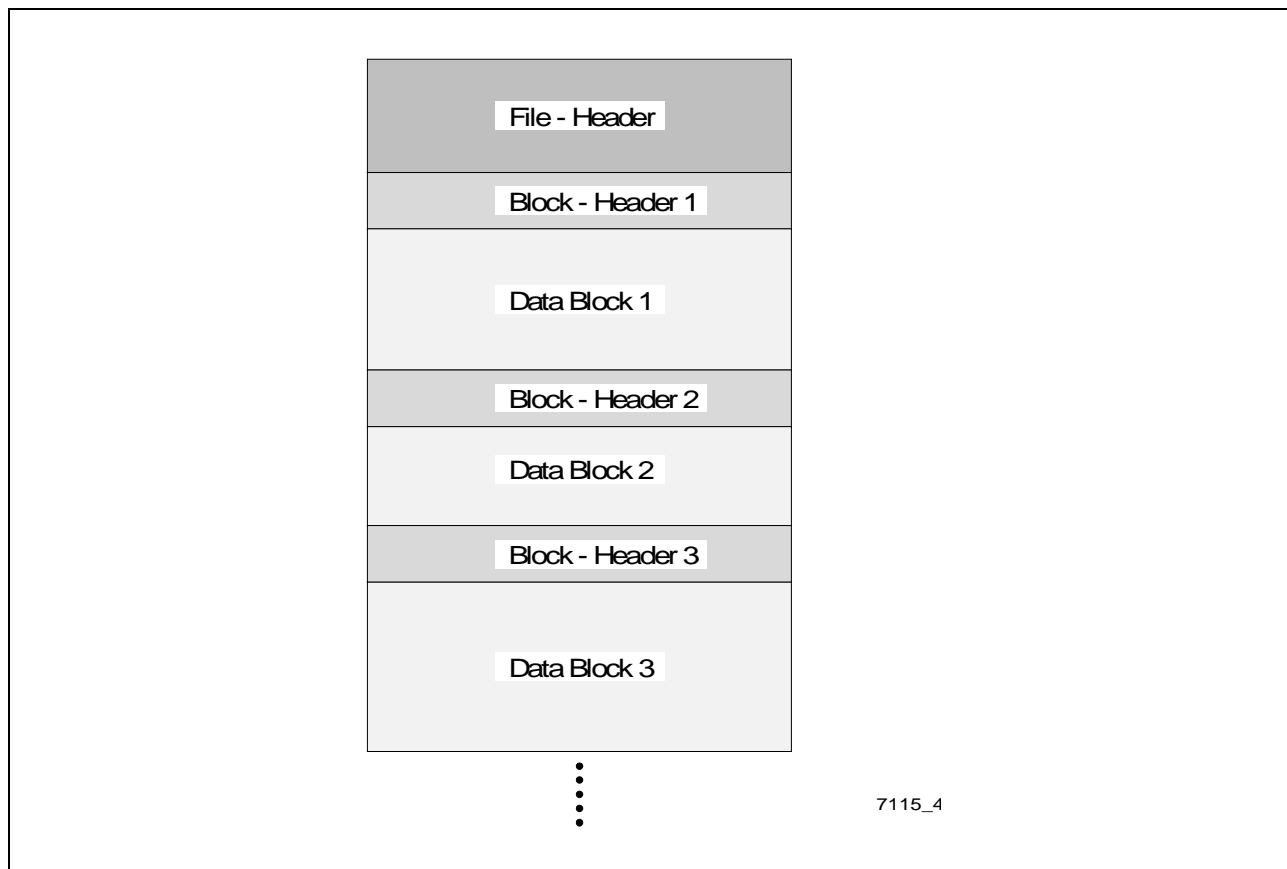 File - Header
Block - Header 1
Data Block 1
Block - Header 2
Data Block 2
Block - Header 3
Data Block 3
7115_4